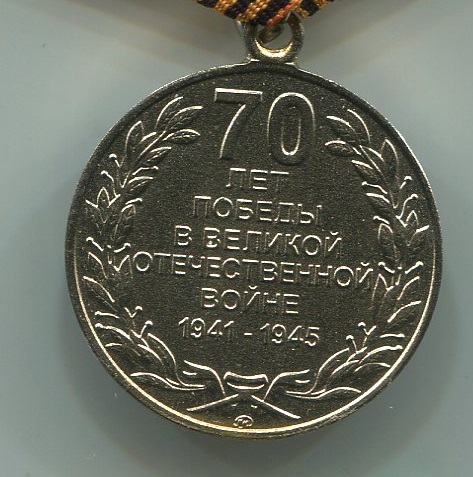 70
ЛЕТ
ПОБЕДЫ
В ВЕЛИКОЙ
ОТЕЧЕСТВЕННОЙ
ВОЙНЕ
1941 - 1945